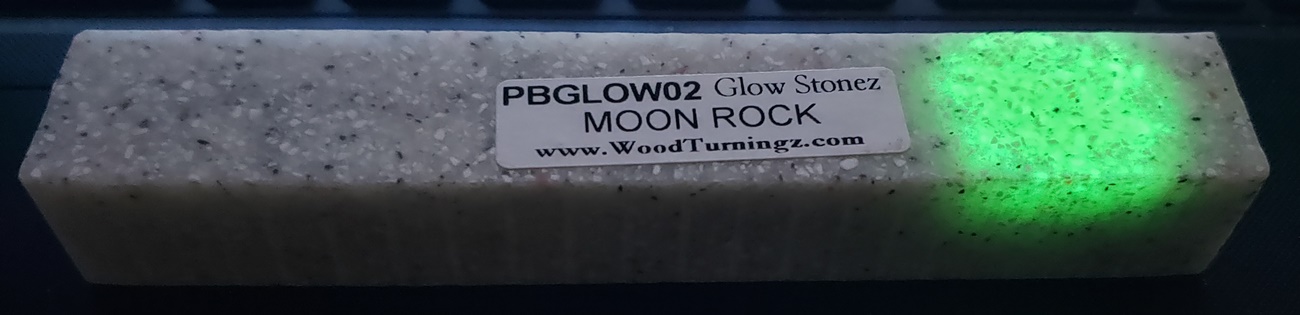 PBGLOW02 Glow Stonez
MOON ROCK
www.WoodTurningz.com